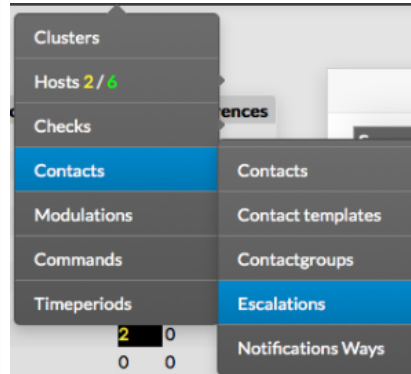 Clusters
Hosts 2 / 6
ences
Checks
Contacts
Modulations
Commands
Timeperiods
Contacts
Contact templates
Contactgroups
Escalations
Notifications Ways
2 0
0 0